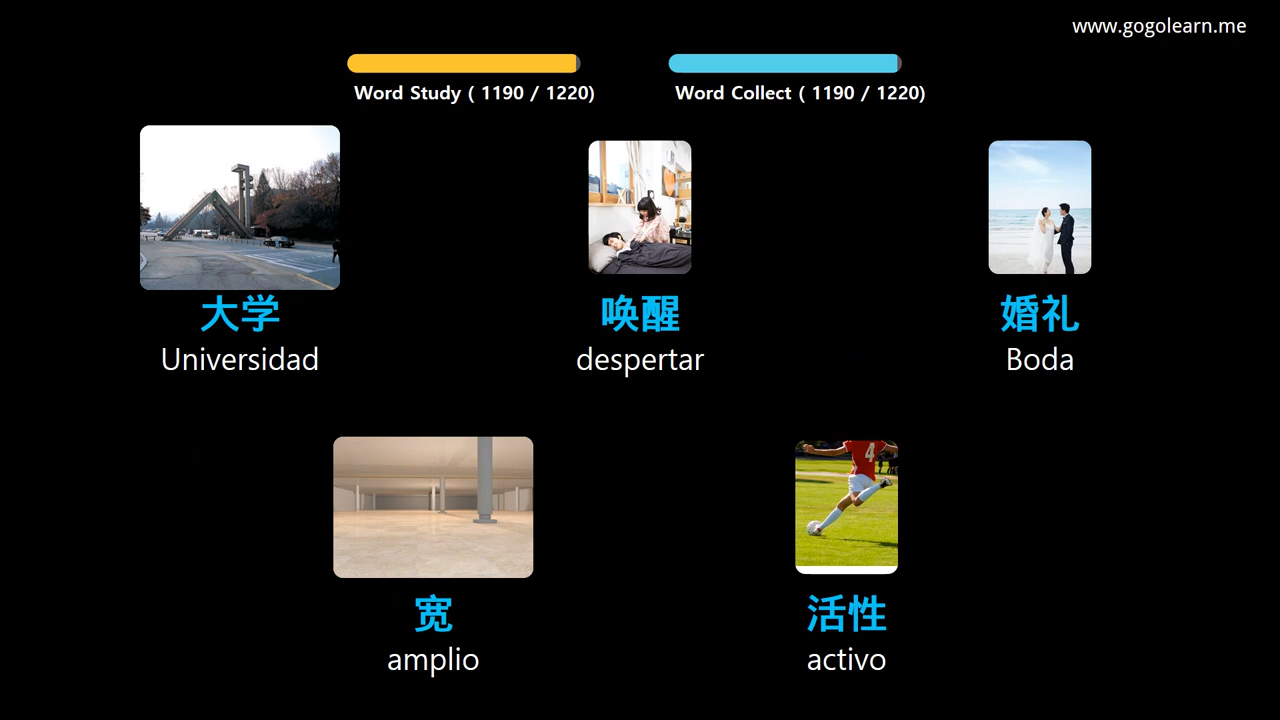 www.gogolearn.me
Word Study ( 1190 / 1220)
Word Collect ( 1190 / 1220)
大学
Universidad
唤醒
despertar
婚礼
Boda
4
宽
amplio
活性
activo